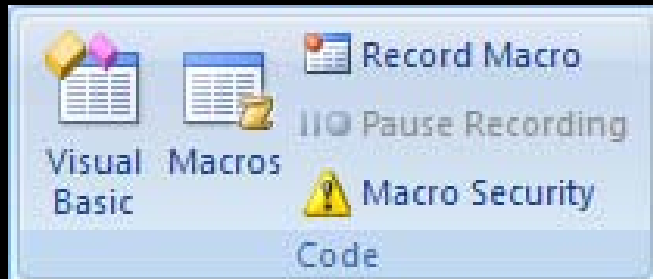 Visual
Basic
Macros
Record Macro
Pause Recording
Macro Security
Code